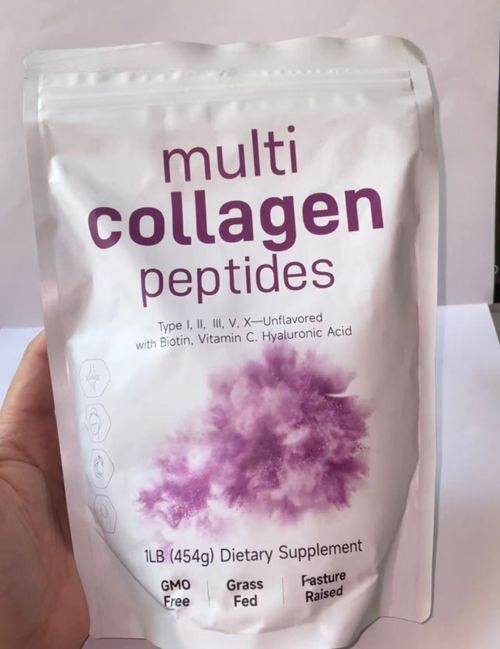 multi
collagen
peptides
Type I, II, III, V, X—Unflavored
with Biotin, Vitamin C. Hyaluronic Acid
1LB (454g) Dietary Supplement
GMO Free
Grass Fed
Pasture Raised